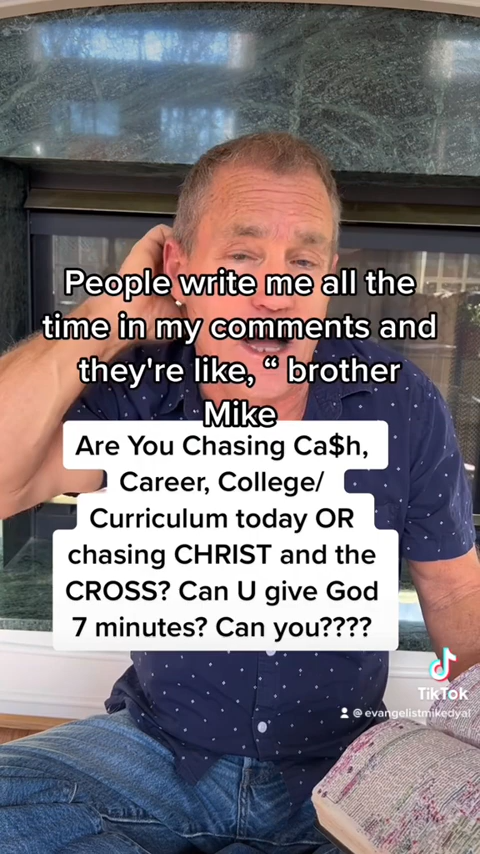 People write me all the
time in my comments and
they're like, “ brother
Mike
Are You Chasing Ca$h,
Career, College/
Curriculum today OR
chasing CHRIST and the
CROSS? Can U give God
7 minutes? Can you????
TikTok
@evangelistmikedyal